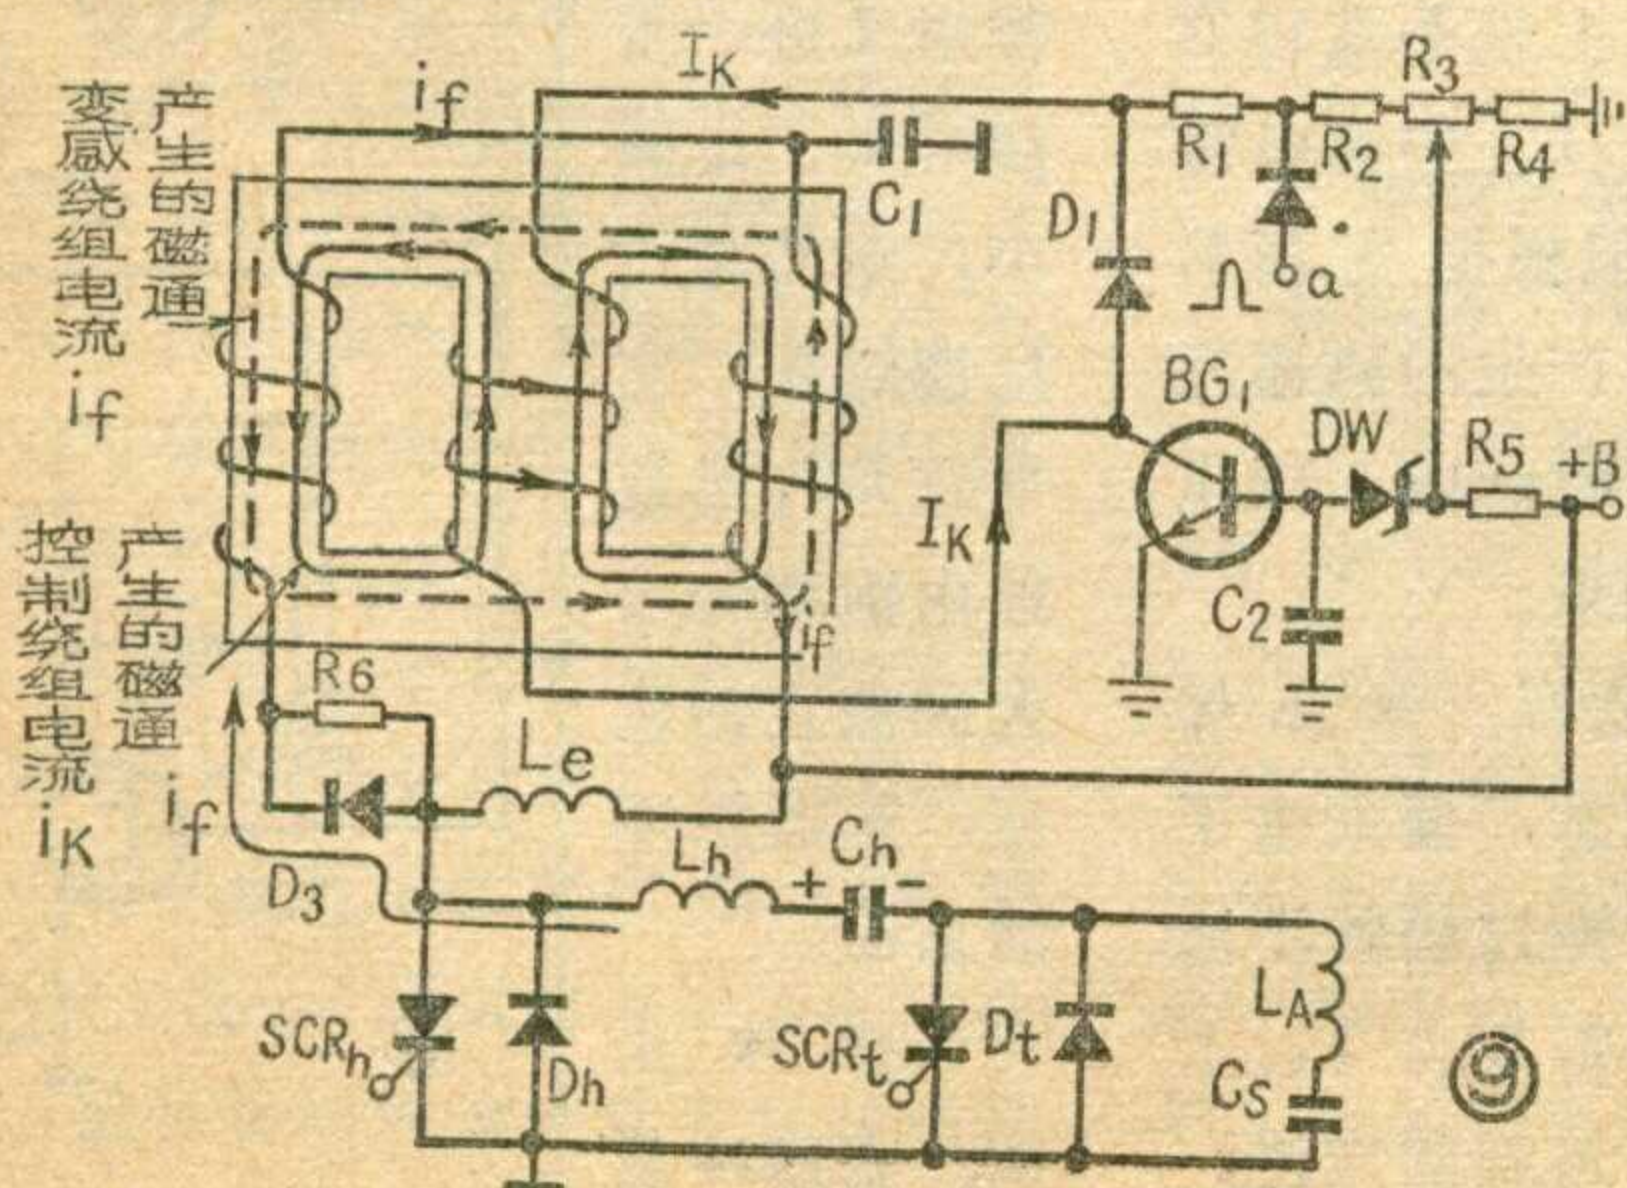 变感绕组电流 if
产生的磁通
控制绕组电流 iK
产生的磁通
if
IK
R3
R1
R2
R4
C1
D1
a
BG1
DW
R5
+B
IK
C2
if
R6
Le
if
D3
Lh
+
Ch
-
SCRh
Dh
SCRt
Dt
LA
CS
⑨